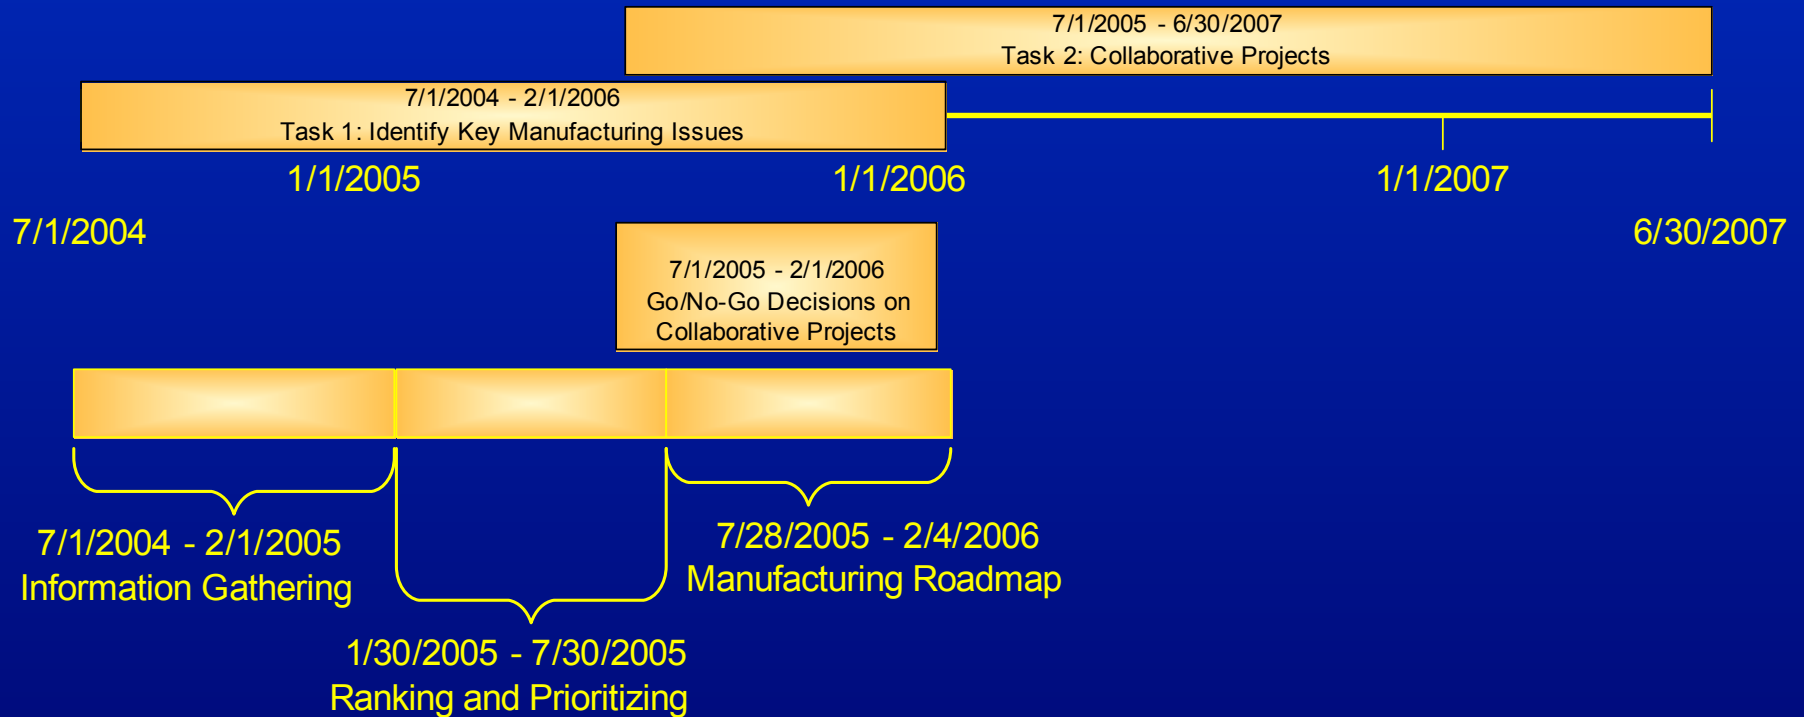 7/1/2005 - 6/30/2007
Task 2: Collaborative Projects
7/1/2004 - 2/1/2006
Task 1: Identify Key Manufacturing Issues
1/1/2005
1/1/2006
1/1/2007
7/1/2004
6/30/2007
7/1/2005 - 2/1/2006
Go/No-Go Decisions on
Collaborative Projects
7/1/2004 - 2/1/2005
Information Gathering
7/28/2005 - 2/4/2006
Manufacturing Roadmap
1/30/2005 - 7/30/2005
Ranking and Prioritizing